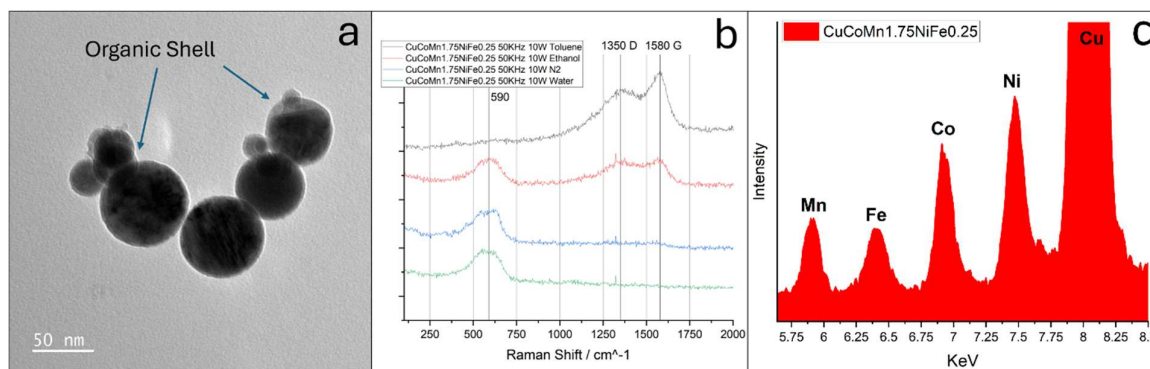 Organic Shell
a
50 nm
b
1350 D 1580 G
CuCoMn1.75NiFe0.25 50KHz 10W Toluene
CuCoMn1.75NiFe0.25 50KHz 10W Ethanol
CuCoMn1.75NiFe0.25 50KHz 10W N2
CuCoMn1.75NiFe0.25 50KHz 10W Water
590
250 500 750 1000 1250 1500 1750 2000
Raman Shift / cm^-1
c
CuCoMn1.75NiFe0.25
Cu
Ni
Co
Mn
Fe
Intensity
5.75 6 6.25 6.5 6.75 7 7.25 7.5 7.75 8 8.25 8.5
KeV